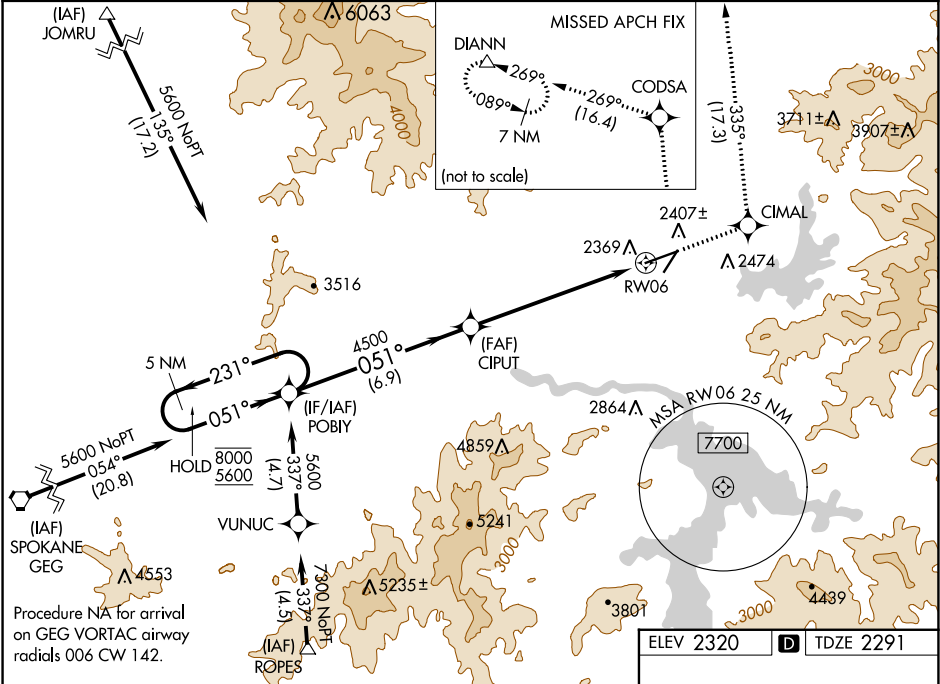 (IAF)
JOMRU
5600 NoPT
135°
(17.2)
6063
4000
MISSED APCH FIX
DIANN
269°
089°
7 NM
269°
(16.4)
CODSA
(not to scale)
335°
(17.3)
3000
3711±
3907±
CIMAL
2407±
2369
2474
RW06
3516
5 NM
231°
051°
4500
051°
(6.9)
(FAF)
CIPUT
(IF/IAF)
POBIY
HOLD
8000
5600
5600 NoPT
054°
(20.8)
(IAF)
SPOKANE
GEG
5600
337°
(4.7)
VUNUC
7300 NoPT
337°
(4.5)
(IAF)
ROPES
4553
4859
5241
3000
5235±
2864
MSA RW06 25 NM
7700
3801
3000
4439
Procedure NA for arrival
on GEG VORTAC airway
radials 006 CW 142.
ELEV 2320 D TDZE 2291